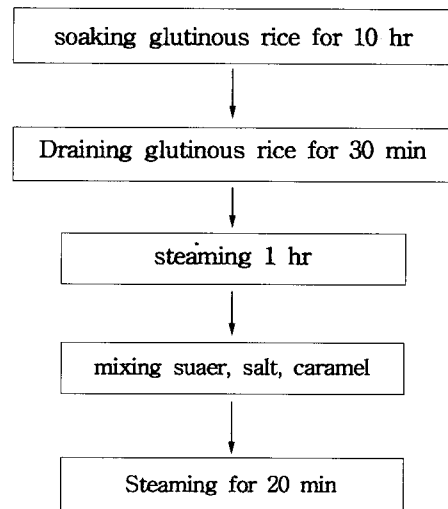 soaking glutinous rice for 10 hr
Draining glutinous rice for 30 min
steaming 1 hr
mixing suaer, salt, caramel
Steaming for 20 min